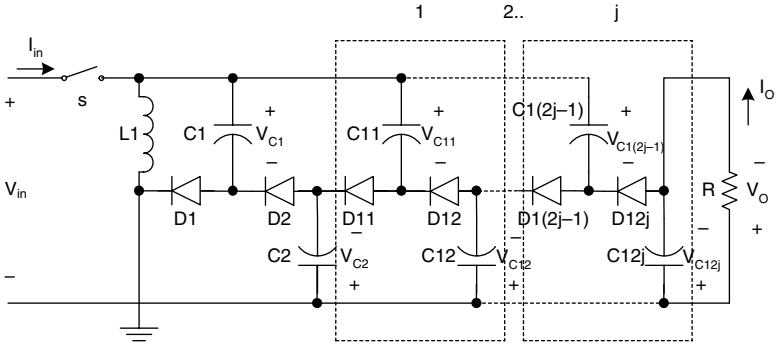 1 2.. j
I_in
+ s L1 C1 + V_C1 − C11 + V_C11 − C1(2j−1) + V_C1(2j−1) − I_O
V_in D1 D2 D11 D12 D1(2j−1) D12j R − V_O +
C2 − V_C2 + C12 − V_C12 + C12j − V_C12j +
−